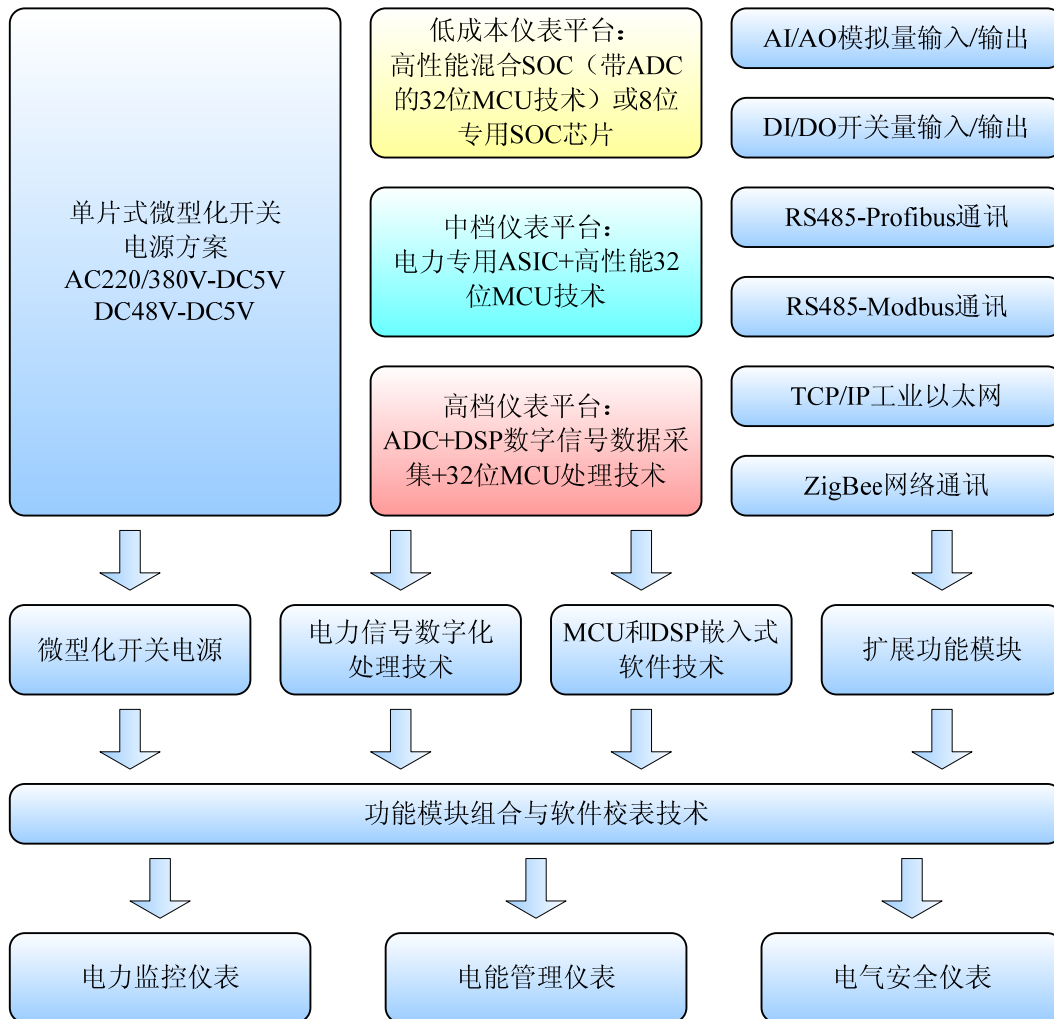 单片式微型化开关
电源方案
AC220/380V-DC5V
DC48V-DC5V
低成本仪表平台：
高性能混合SOC（带ADC
的32位MCU技术）或8位
专用SOC芯片
中档仪表平台：
电力专用ASIC+高性能32
位MCU技术
高档仪表平台：
ADC+DSP数字信号数据采
集+32位MCU处理技术
AI/AO模拟量输入/输出
DI/DO开关量输入/输出
RS485-Profibus通讯
RS485-Modbus通讯
TCP/IP工业以太网
ZigBee网络通讯
微型化开关电源
电力信号数字化
处理技术
MCU和DSP嵌入式
软件技术
扩展功能模块
功能模块组合与软件校表技术
电力监控仪表
电能管理仪表
电气安全仪表